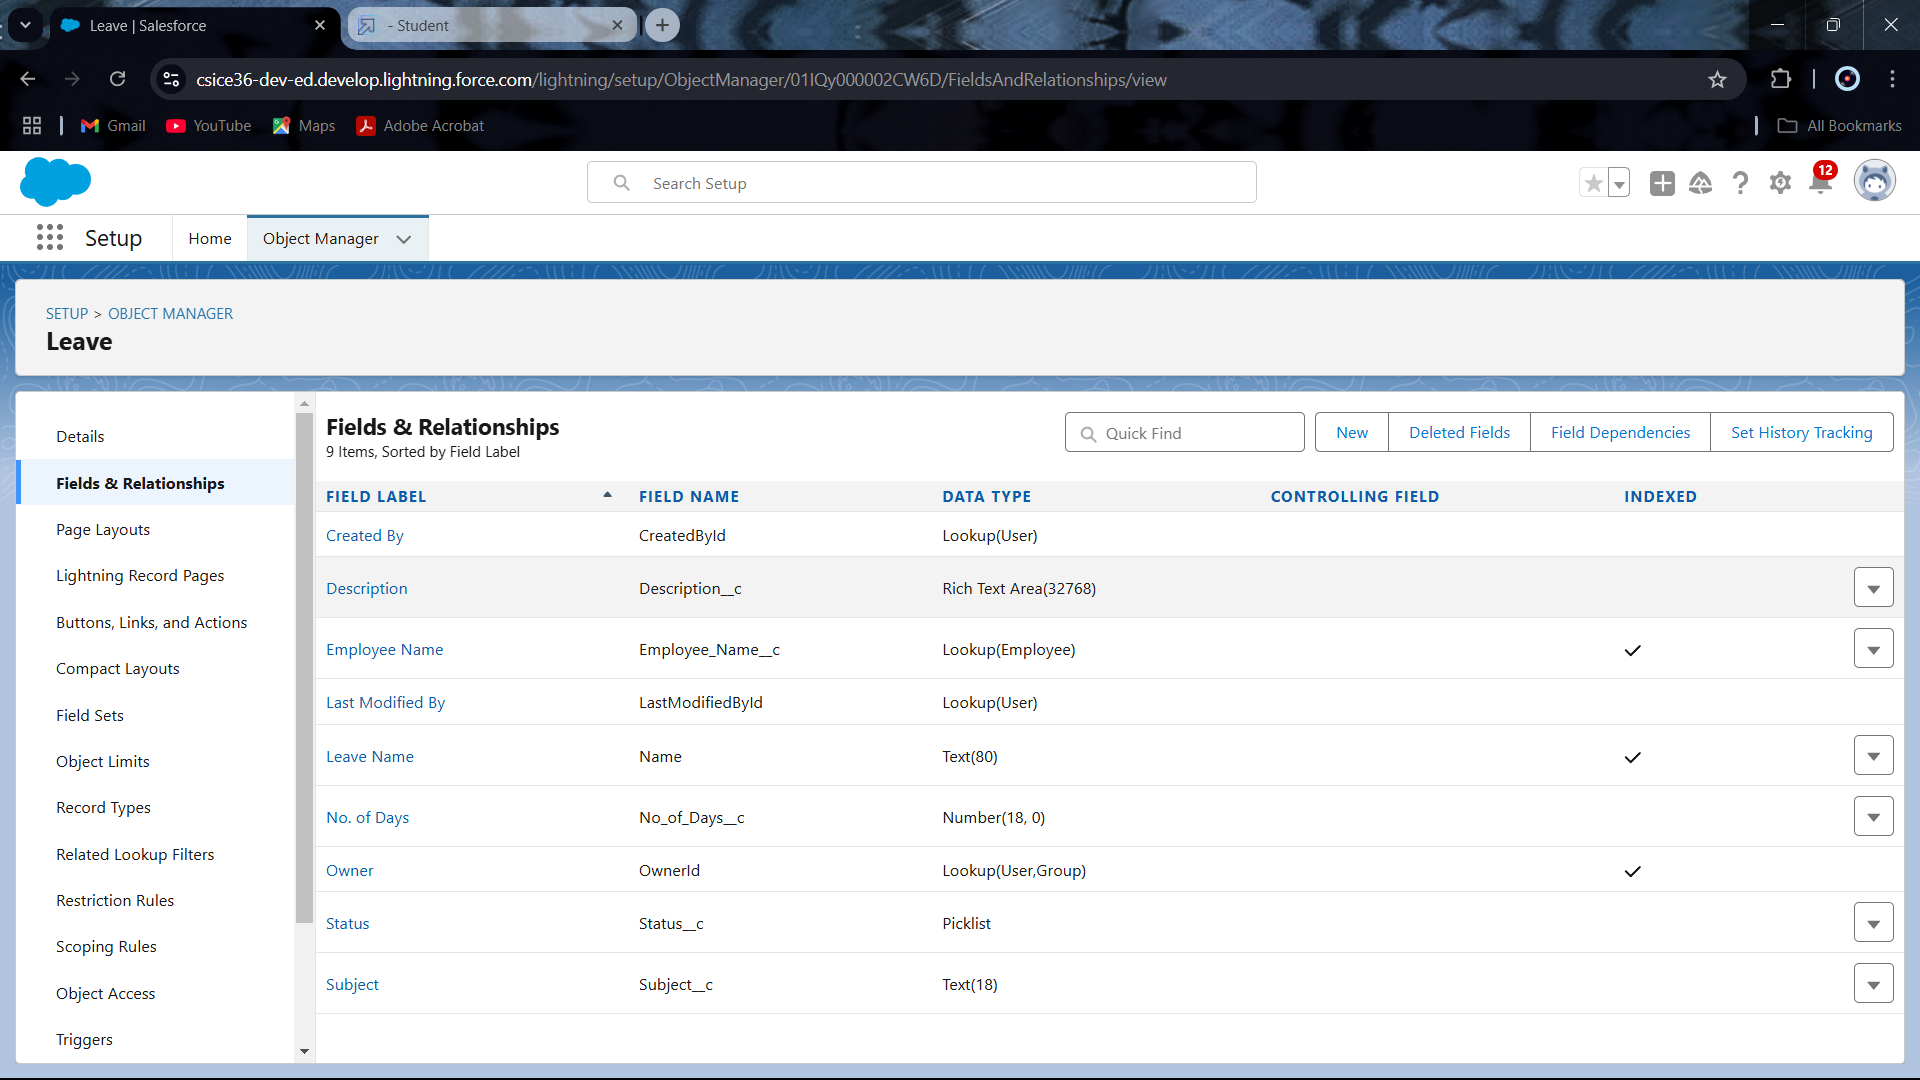 Leave | Salesforce
- Student
csice36-dev-ed.develop.lightning.force.com/lightning/setup/ObjectManager/01IQy000002CW6D/FieldsAndRelationships/view
Gmail
YouTube
Maps
Adobe Acrobat
All Bookmarks
Search Setup
12
Setup
Home
Object Manager
SETUP > OBJECT MANAGER
Leave
Details
Fields & Relationships
Page Layouts
Lightning Record Pages
Buttons, Links, and Actions
Compact Layouts
Field Sets
Object Limits
Record Types
Related Lookup Filters
Restriction Rules
Scoping Rules
Object Access
Triggers
Fields & Relationships
9 Items, Sorted by Field Label
Quick Find
New
Deleted Fields
Field Dependencies
Set History Tracking
FIELD LABEL FIELD NAME DATA TYPE CONTROLLING FIELD INDEXED
Created By CreatedById Lookup(User)
Description Description__c Rich Text Area(32768)
Employee Name Employee_Name__c Lookup(Employee)
Last Modified By LastModifiedById Lookup(User)
Leave Name Name Text(80)
No. of Days No_of_Days__c Number(18, 0)
Owner OwnerId Lookup(User,Group)
Status Status__c Picklist
Subject Subject__c Text(18)